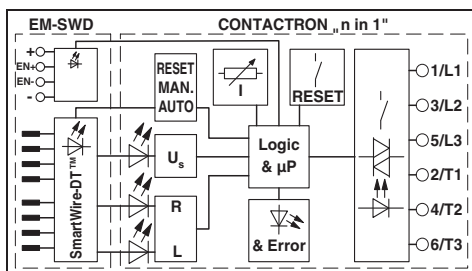 EM-SWD
CONTACTRON „n in 1"
+
EN+
EN-
-
RESET
MAN.
AUTO
I
RESET
SmartWire-DT™
Us
Logic
& µP
R
L
& Error
1/L1
3/L2
5/L3
2/T1
4/T2
6/T3